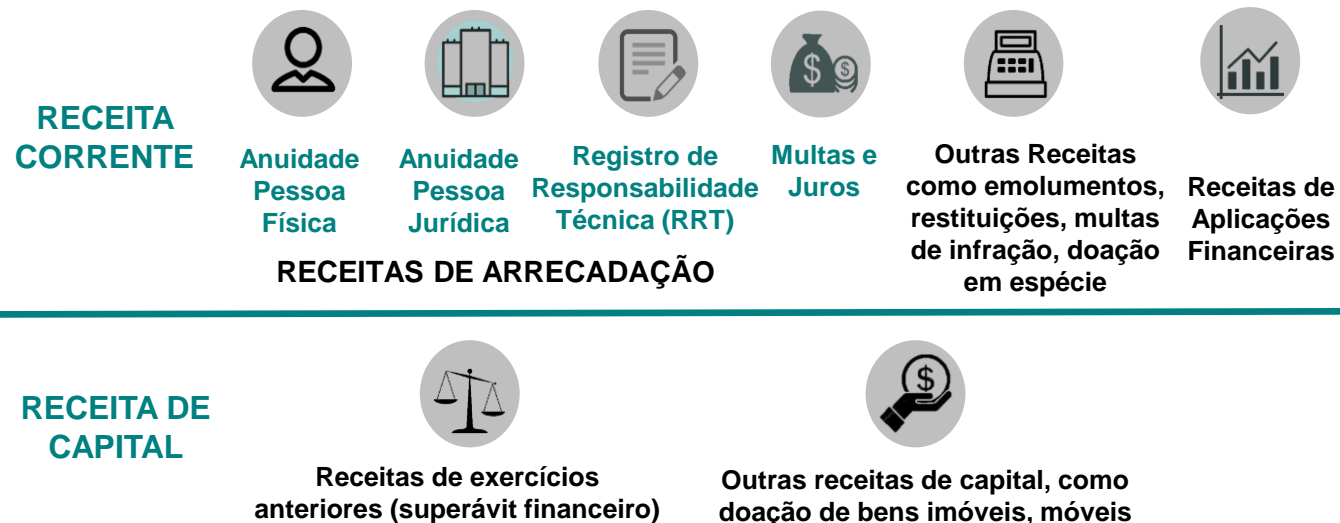 RECEITA
CORRENTE
Anuidade
Pessoa
Física
Anuidade
Pessoa
Jurídica
Registro de
Responsabilidade
Técnica (RRT)
Multas e
Juros
Outras Receitas
como emolumentos,
restituições, multas
de infração, doação
em espécie
Receitas de
Aplicações
Financeiras
RECEITAS DE ARRECADAÇÃO
RECEITA DE
CAPITAL
Receitas de exercícios
anteriores (superávit financeiro)
Outras receitas de capital, como
doação de bens imóveis, móveis